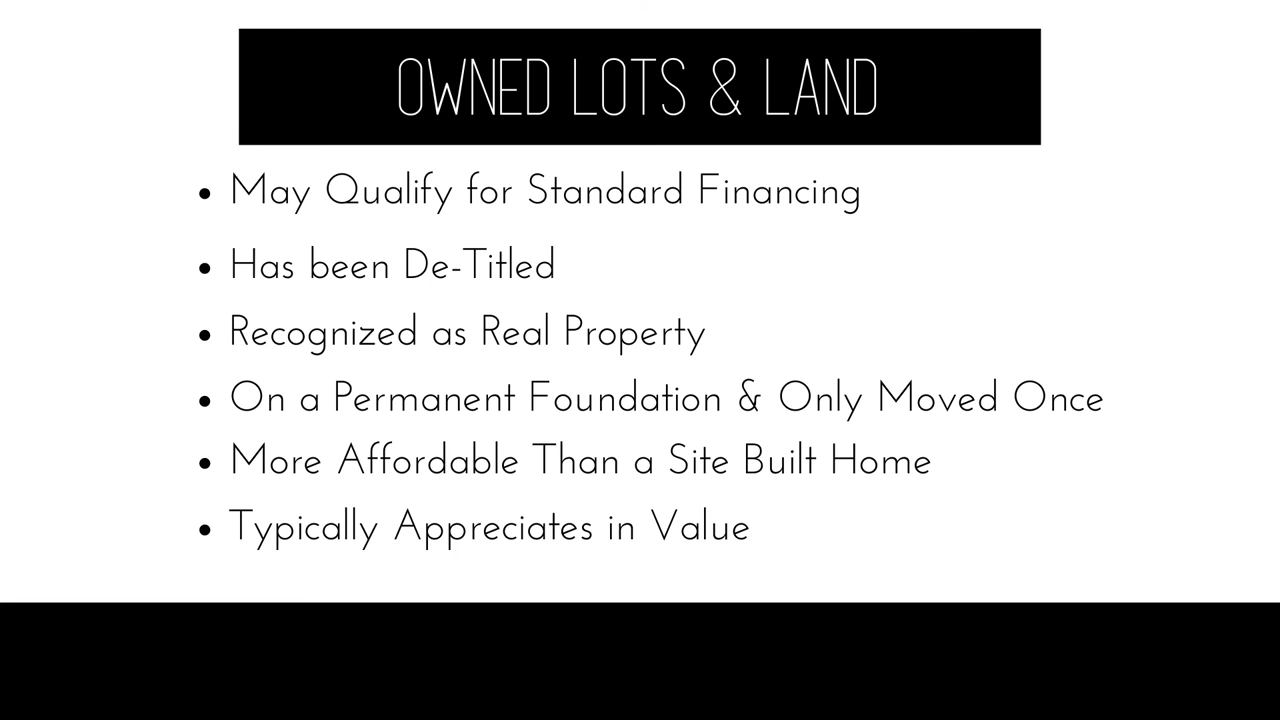 OWNED LOTS & LAND
• May Qualify for Standard Financing
• Has been De-Titled
• Recognized as Real Property
• On a Permanent Foundation & Only Moved Once
• More Affordable Than a Site Built Home
• Typically Appreciates in Value